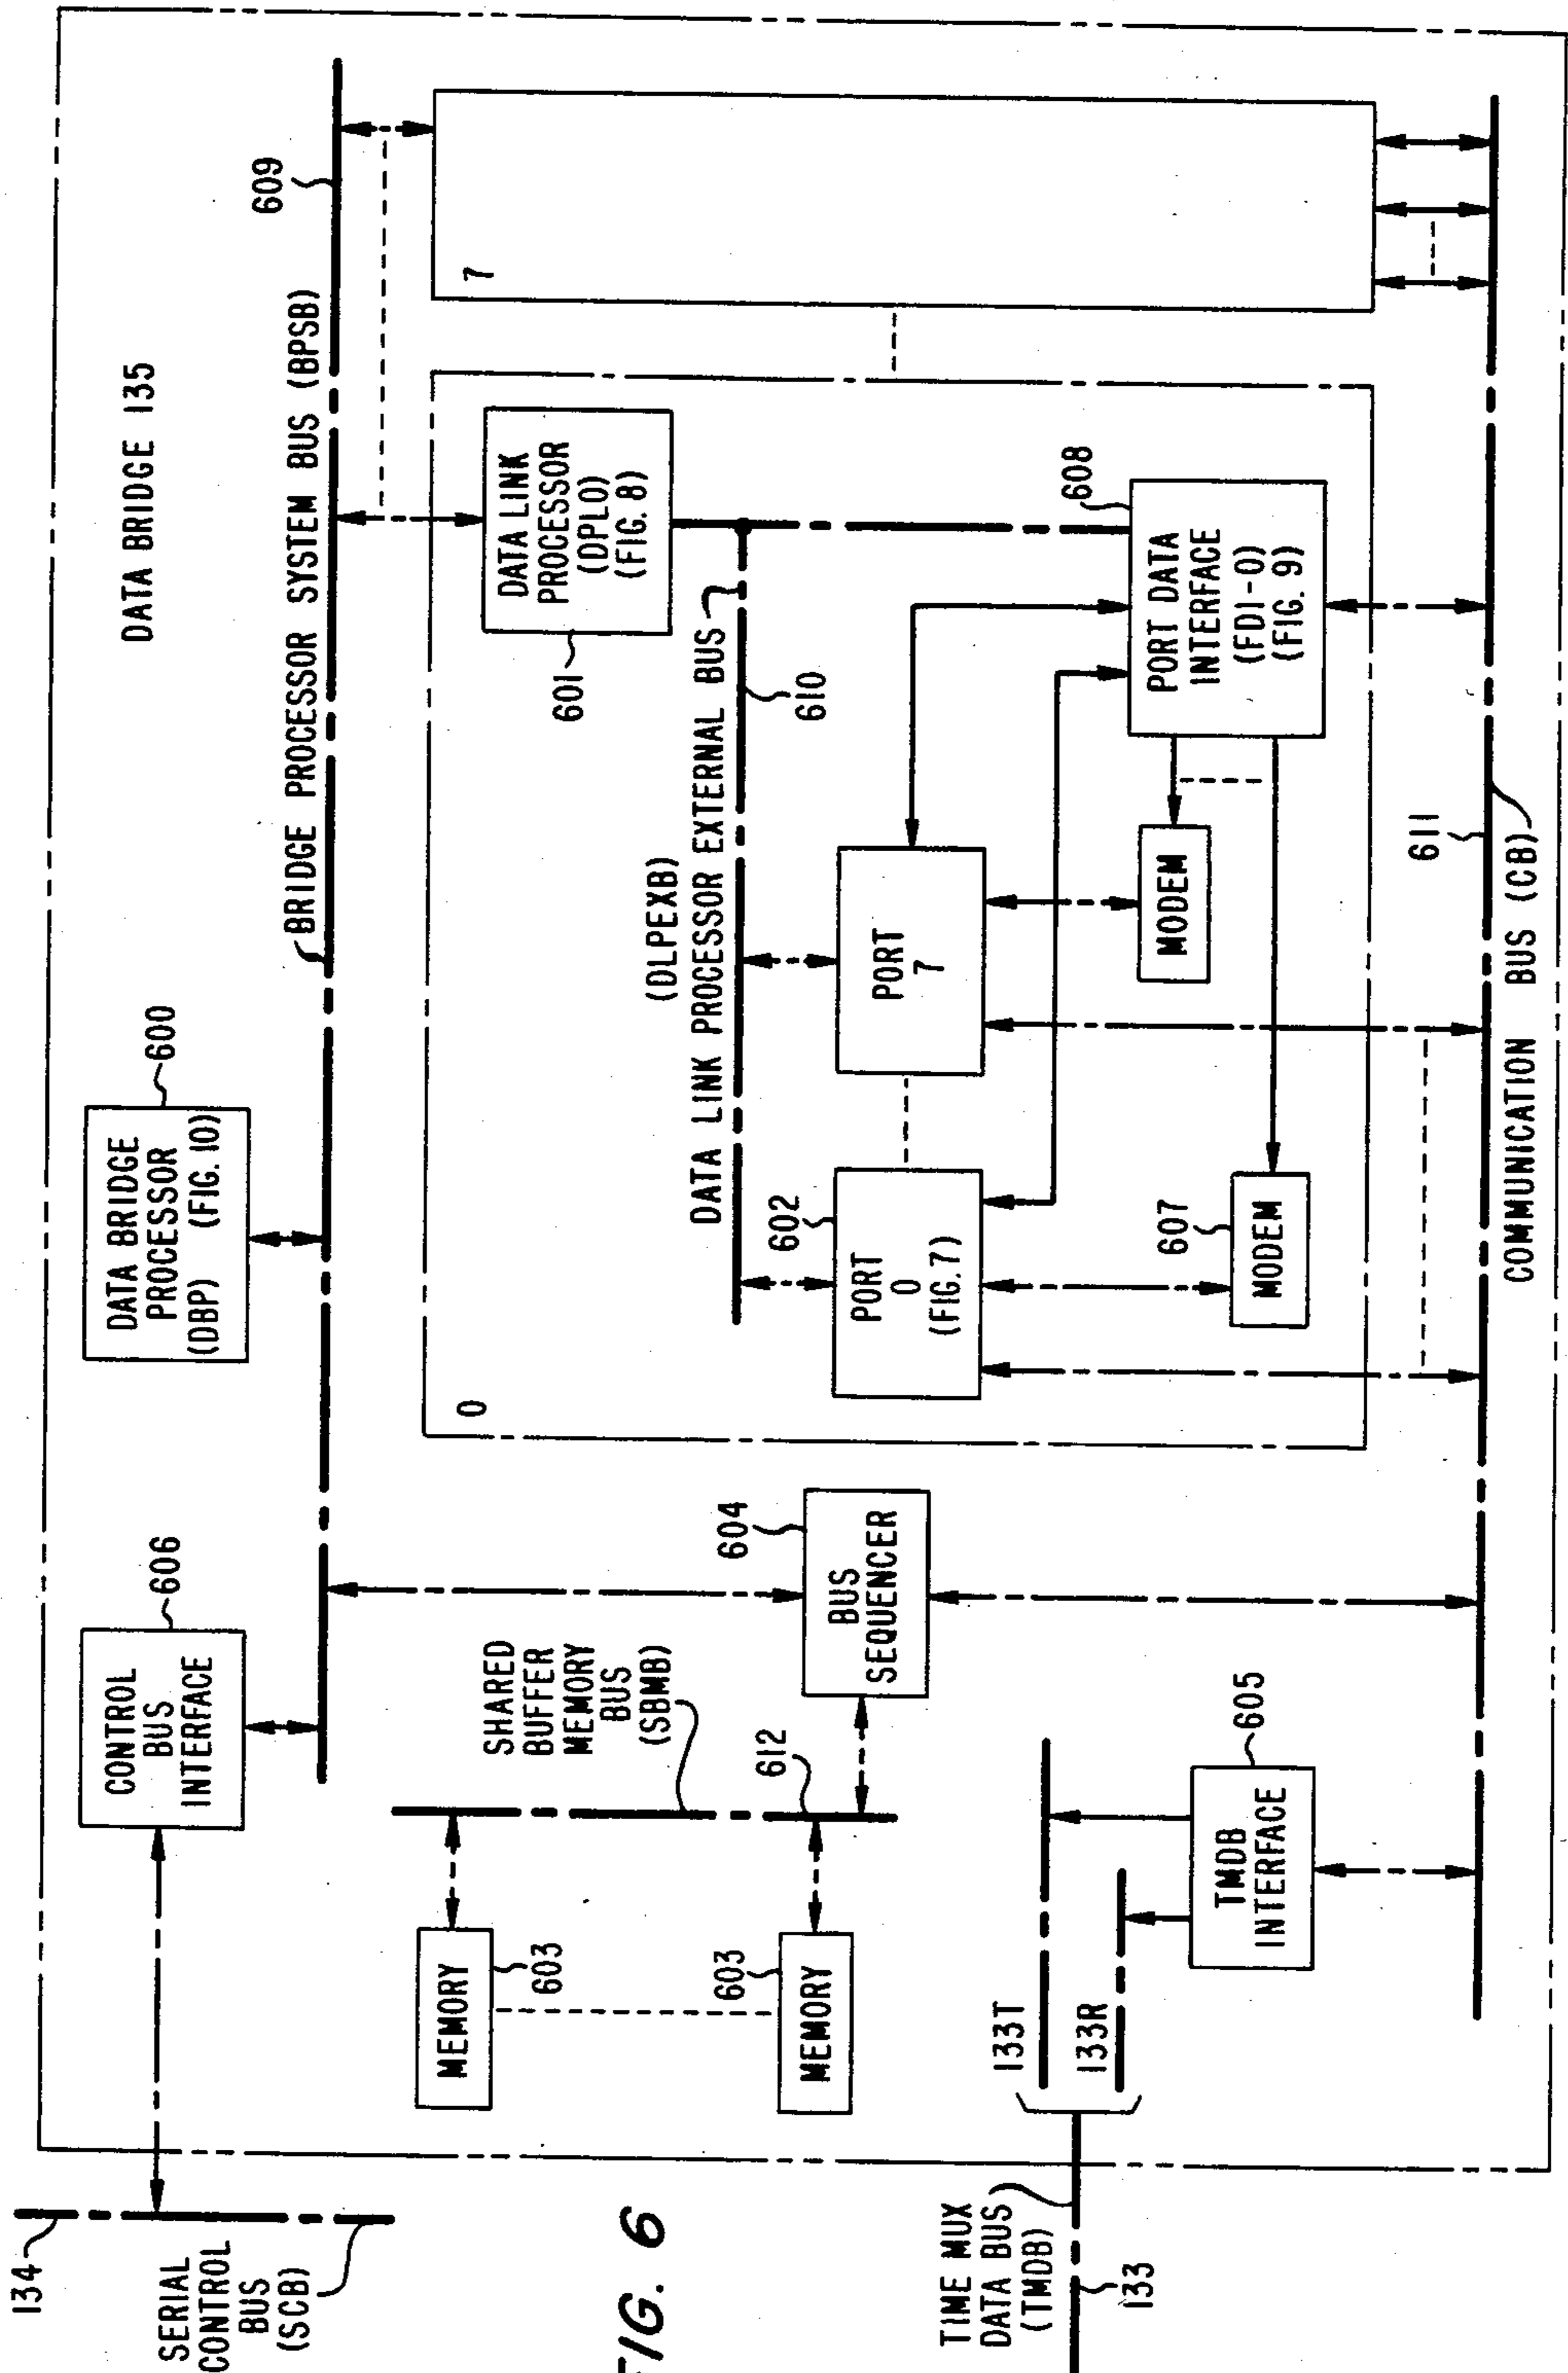 DATA BRIDGE 135
134
SERIAL
CONTROL
BUS
(SCB)
CONTROL
BUS
INTERFACE
606
DATA BRIDGE
PROCESSOR
(DBP) (FIG. 10)
600
BRIDGE PROCESSOR SYSTEM BUS (BPSB)
609
MEMORY
603
MEMORY
603
SHARED
BUFFER
MEMORY
BUS
(SBMB)
612
604
BUS
SEQUENCER
0
DATA LINK
PROCESSOR
(DPLO)
(FIG. 8)
601
(DLPEXB)
DATA LINK PROCESSOR EXTERNAL BUS
610
602
PORT
0
(FIG. 7)
PORT
7
607
MODEM
MODEM
608
PORT DATA
INTERFACE
(FDI-0)
(FIG. 9)
7
TIME MUX
DATA BUS
(TMDB)
133
133T
133R
TMDB
INTERFACE
605
611
COMMUNICATION BUS (CB)
FIG. 6